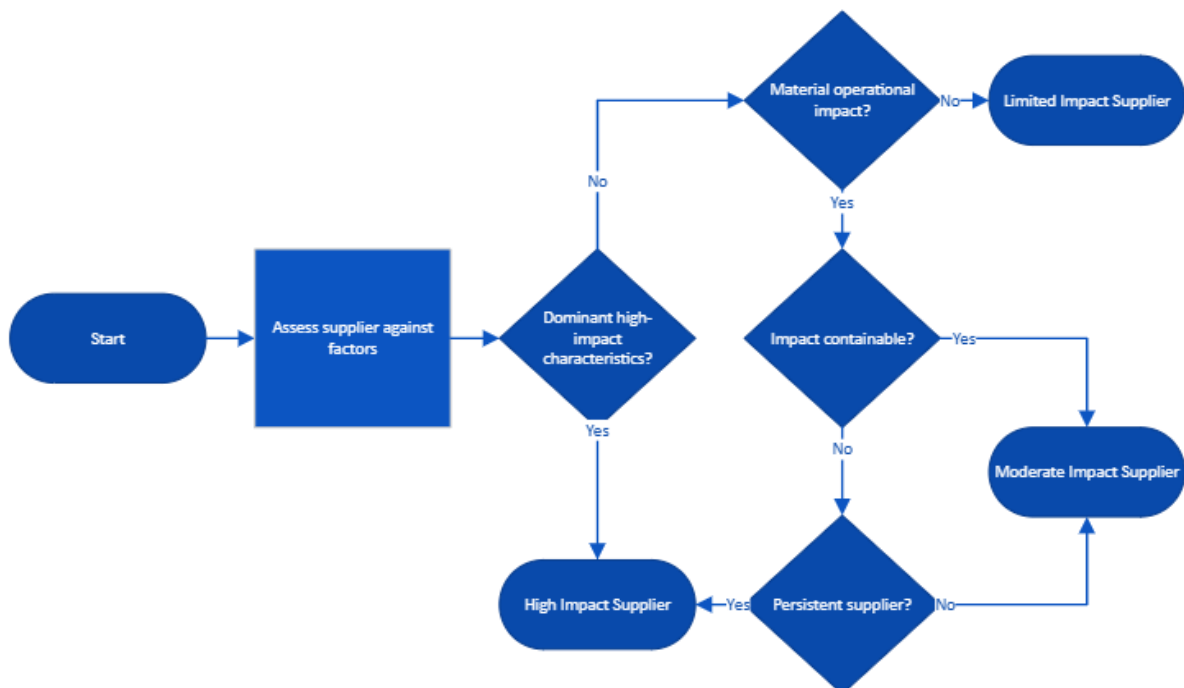 Material operational
impact?
No
Limited Impact Supplier
No
Yes
Start
Assess supplier against
factors
Dominant high-
impact
characteristics?
Impact containable?
Yes
Yes
No
Moderate Impact Supplier
High Impact Supplier
Yes
Persistent supplier?
No